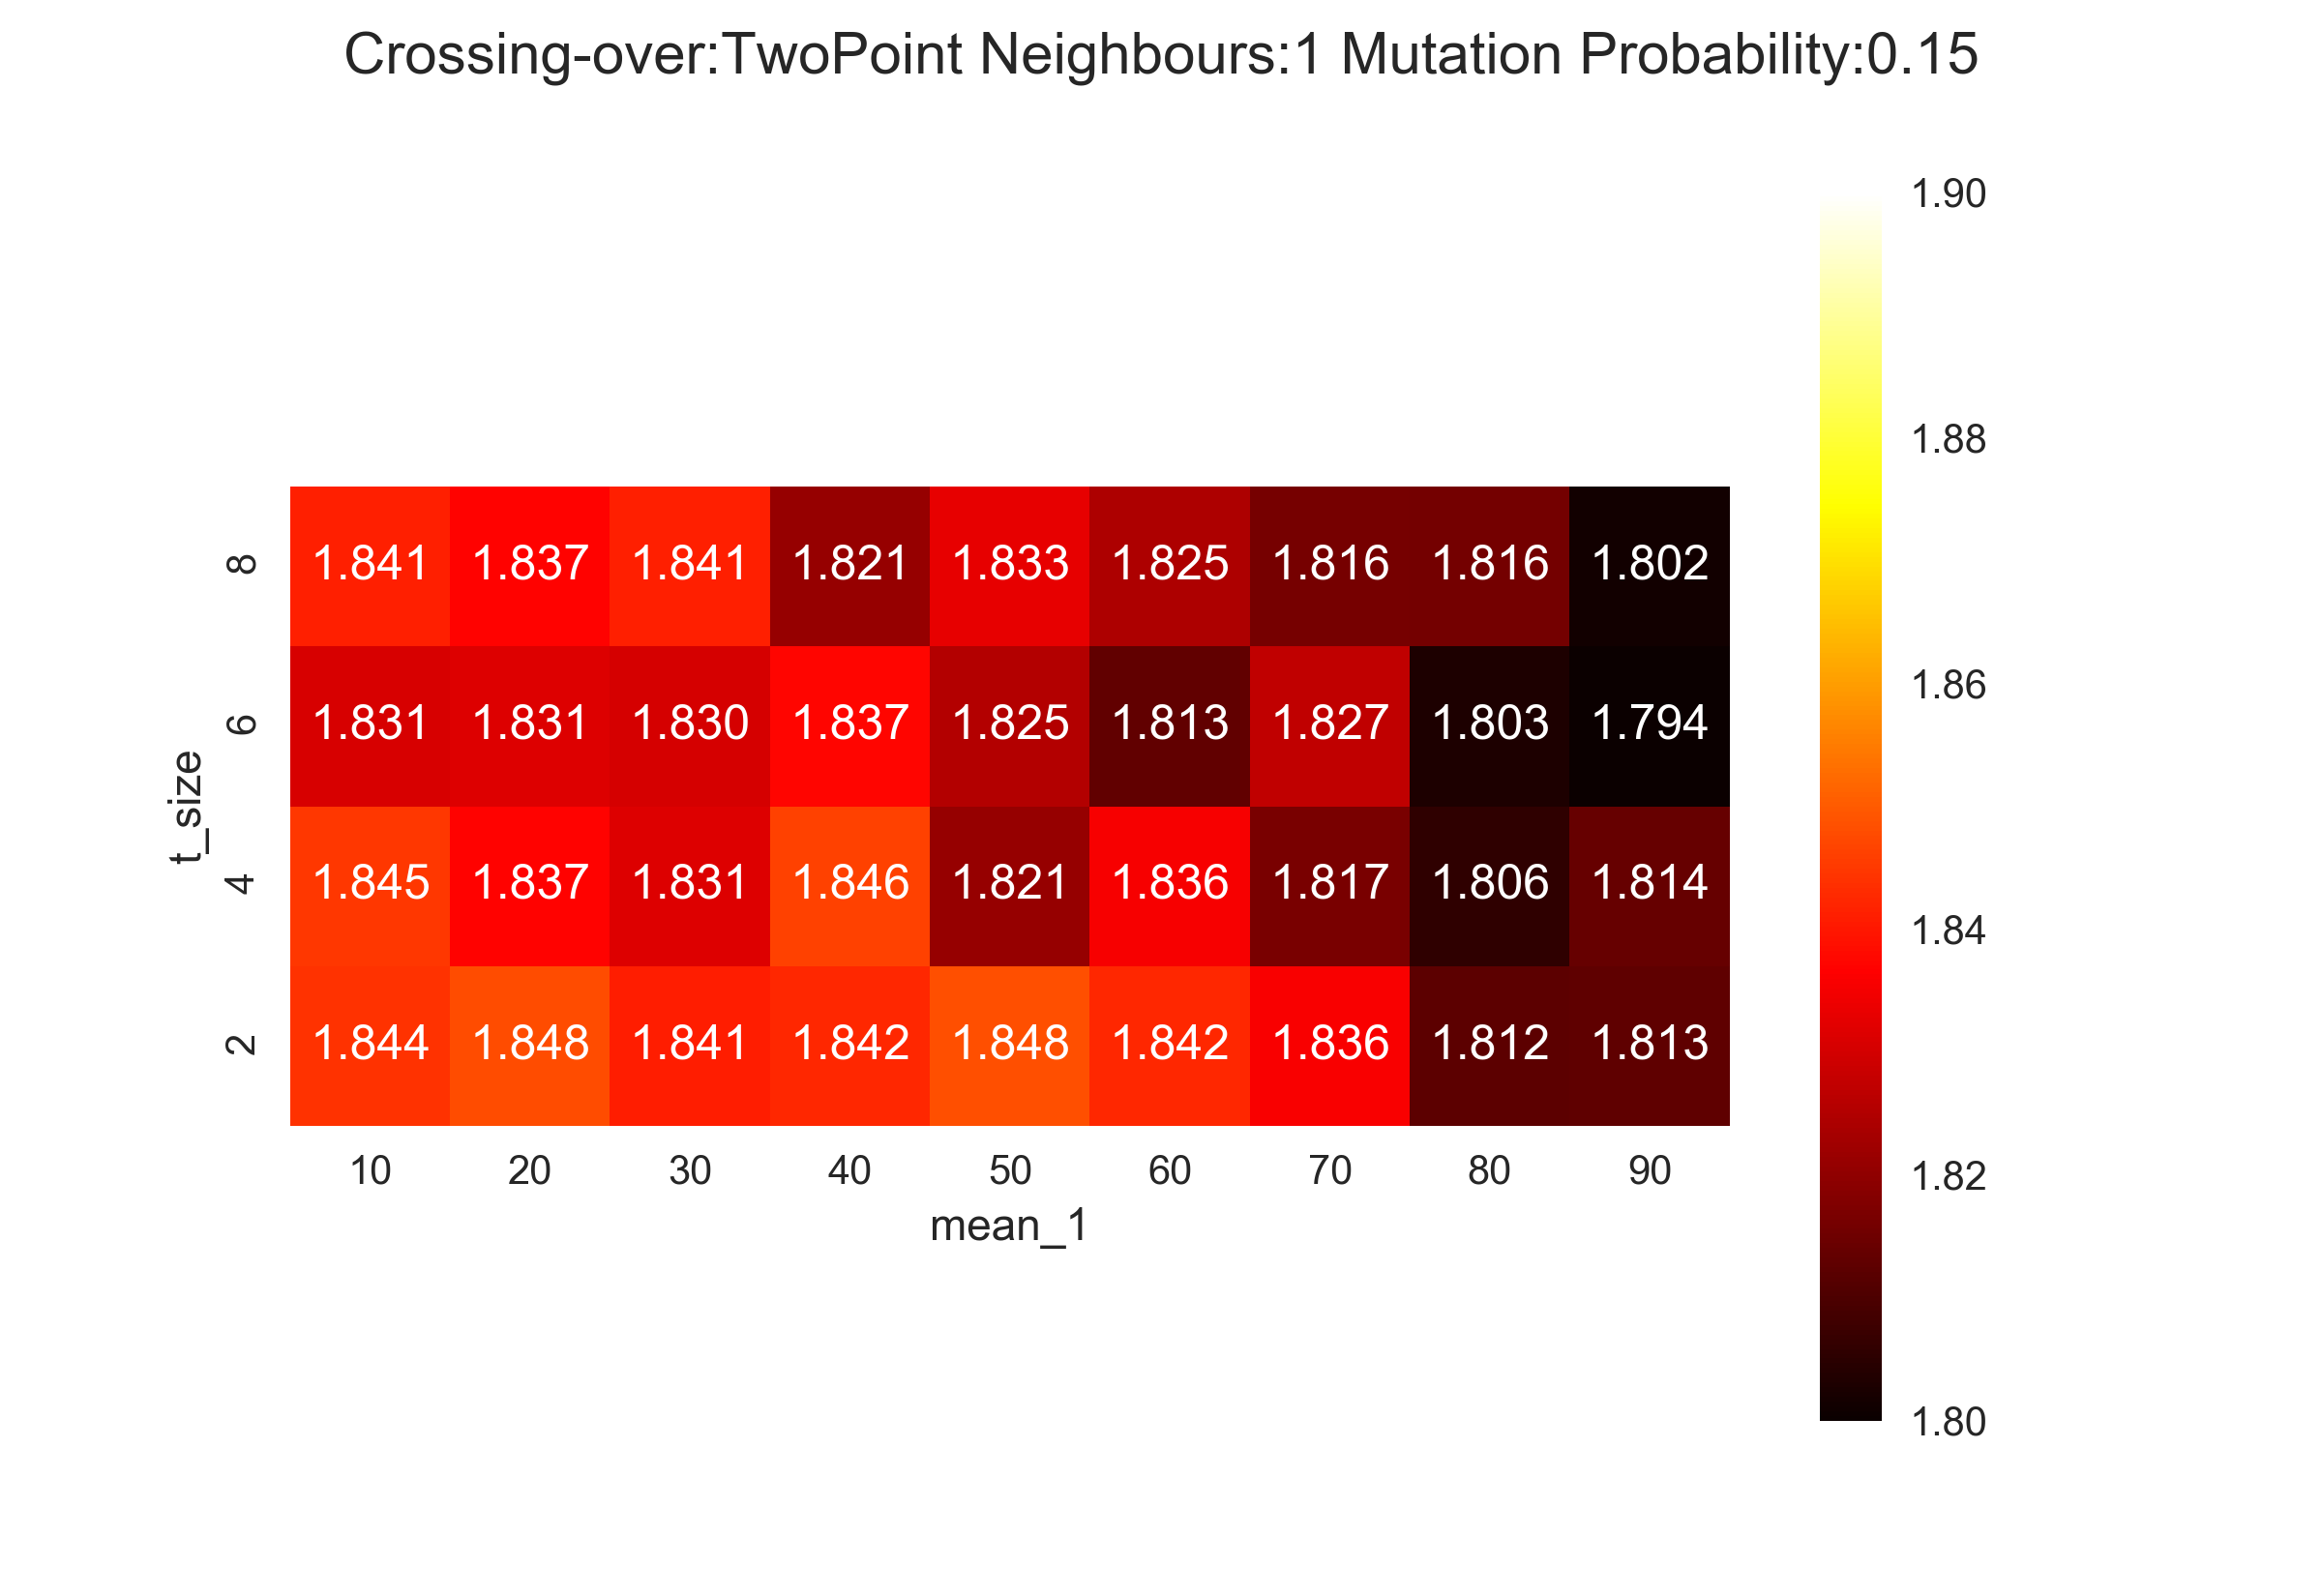 Crossing-over:TwoPoint Neighbours:1 Mutation Probability:0.15
t_size
8 1.841 1.837 1.841 1.821 1.833 1.825 1.816 1.816 1.802
6 1.831 1.831 1.830 1.837 1.825 1.813 1.827 1.803 1.794
4 1.845 1.837 1.831 1.846 1.821 1.836 1.817 1.806 1.814
2 1.844 1.848 1.841 1.842 1.848 1.842 1.836 1.812 1.813
10 20 30 40 50 60 70 80 90
mean_1
1.90
1.88
1.86
1.84
1.82
1.80